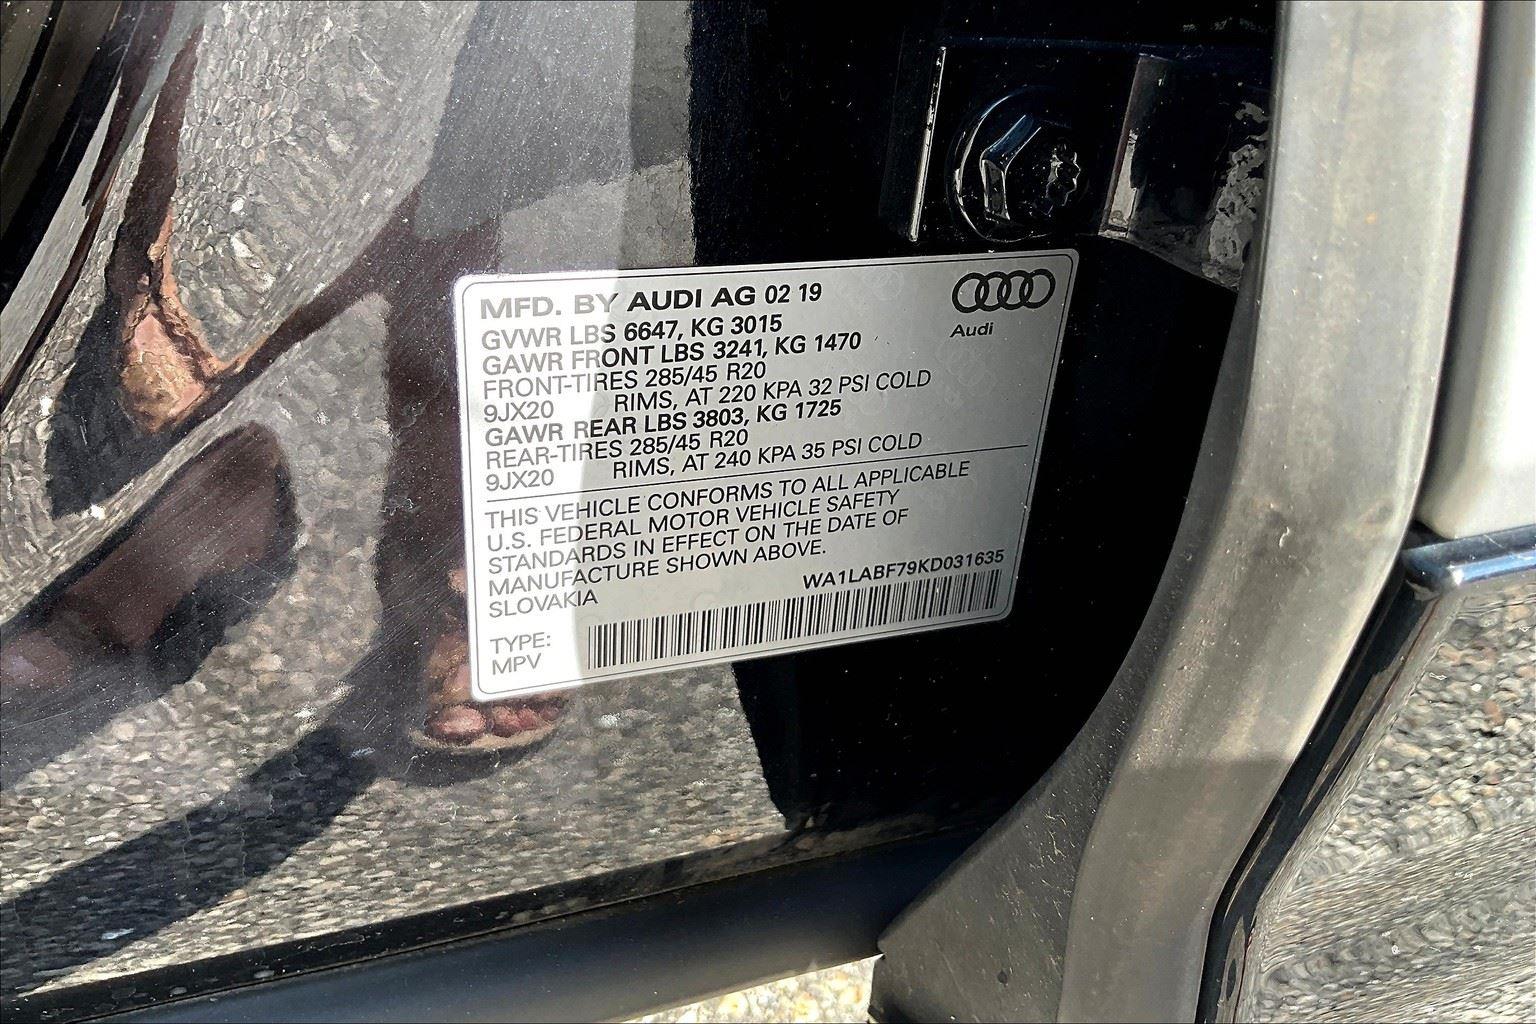 MFD. BY AUDI AG 02 19
GVWR LBS 6647, KG 3015
GAWR FRONT LBS 3241, KG 1470
FRONT-TIRES 285/45 R20
9JX20 RIMS, AT 220 KPA 32 PSI COLD
GAWR REAR LBS 3803, KG 1725
REAR-TIRES 285/45 R20
9JX20 RIMS, AT 240 KPA 35 PSI COLD
Audi
THIS VEHICLE CONFORMS TO ALL APPLICABLE
U.S. FEDERAL MOTOR VEHICLE SAFETY
STANDARDS IN EFFECT ON THE DATE OF
MANUFACTURE SHOWN ABOVE.
SLOVAKIA
WA1LABF79KD031635
TYPE:
MPV